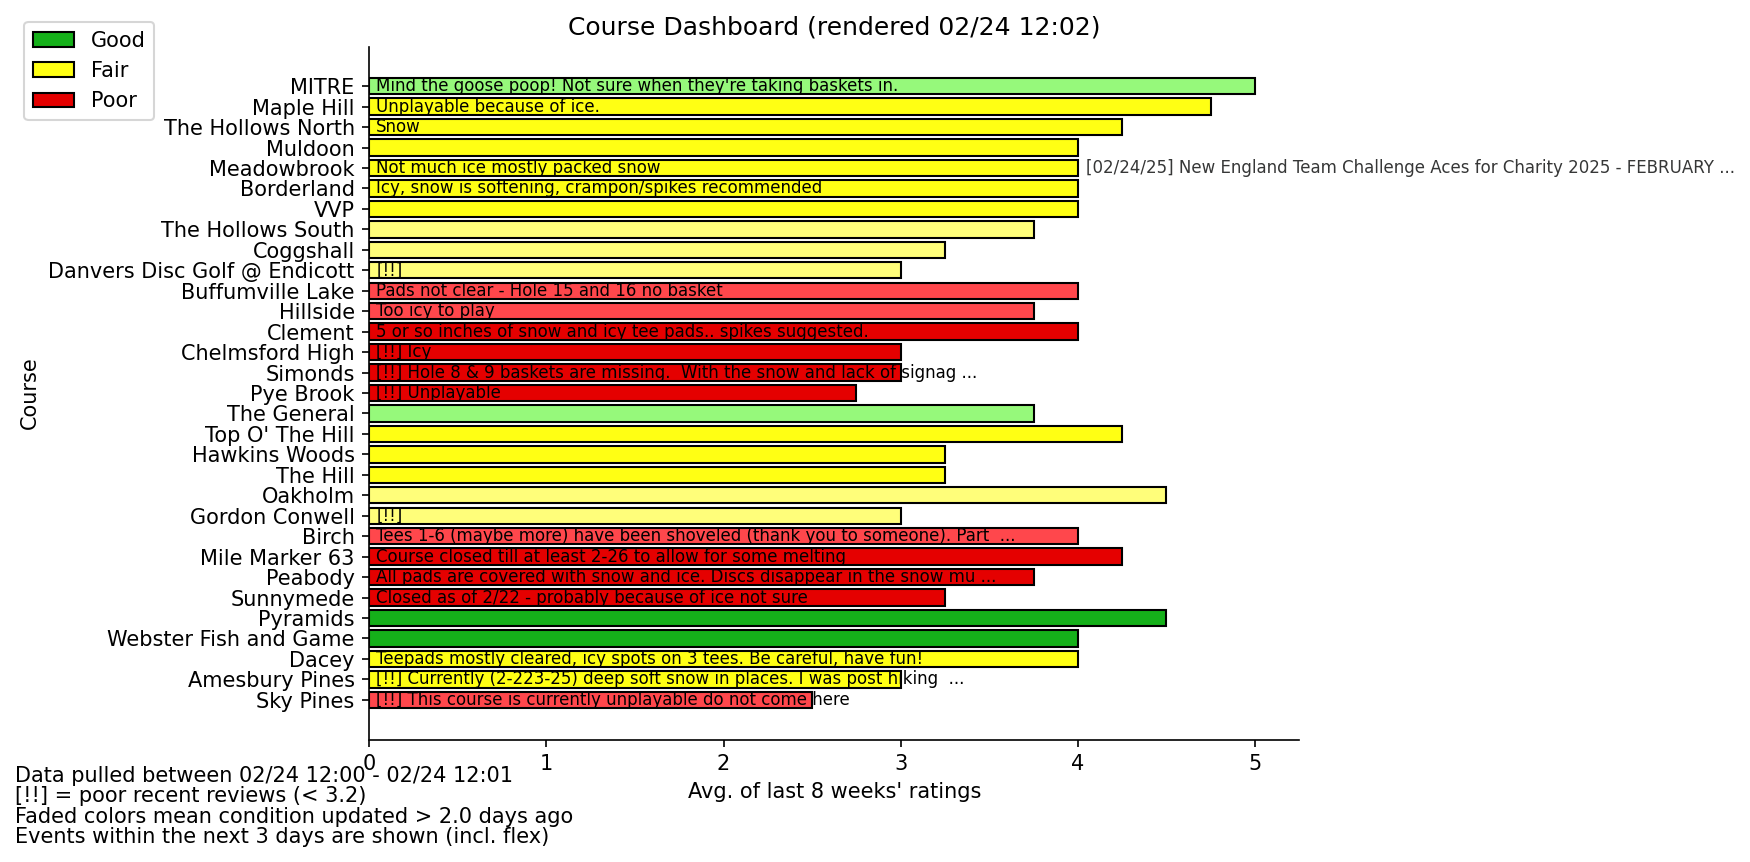 Course Dashboard (rendered 02/24 12:02)
Good
Fair
Poor
MITRE Mind the goose poop! Not sure when they're taking baskets in.
Maple Hill Unplayable because of ice.
The Hollows North Snow
Muldoon
Meadowbrook Not much ice mostly packed snow [02/24/25] New England Team Challenge Aces for Charity 2025 - FEBRUARY ...
Borderland Icy, snow is softening, crampon/spikes recommended
VVP
The Hollows South
Coggshall
Danvers Disc Golf @ Endicott [!!]
Buffumville Lake Pads not clear - Hole 15 and 16 no basket
Hillside Too icy to play
Clement 5 or so inches of snow and icy tee pads.. spikes suggested.
Chelmsford High [!!] Icy
Simonds [!!] Hole 8 & 9 baskets are missing.  With the snow and lack of signag ...
Pye Brook [!!] Unplayable
The General
Top O' The Hill
Hawkins Woods
The Hill
Oakholm
Gordon Conwell [!!]
Birch Tees 1-6 (maybe more) have been shoveled (thank you to someone). Part  ...
Mile Marker 63 Course closed till at least 2-26 to allow for some melting
Peabody All pads are covered with snow and ice. Discs disappear in the snow mu ...
Sunnymede Closed as of 2/22 - probably because of ice not sure
Pyramids
Webster Fish and Game
Dacey Teepads mostly cleared, icy spots on 3 tees. Be careful, have fun!
Amesbury Pines [!!] Currently (2-223-25) deep soft snow in places. I was post hiking  ...
Sky Pines [!!] This course is currently unplayable do not come here
Course
0 1 2 3 4 5
Avg. of last 8 weeks' ratings
Data pulled between 02/24 12:00 - 02/24 12:01
[!!] = poor recent reviews (< 3.2)
Faded colors mean condition updated > 2.0 days ago
Events within the next 3 days are shown (incl. flex)